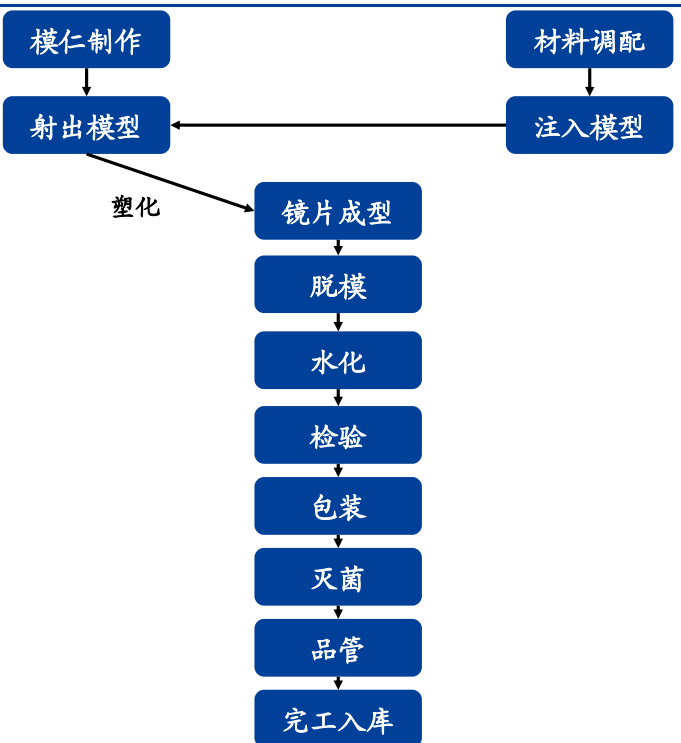 模仁制作
材料调配
射出模型
注入模型
塑化
镜片成型
脱模
水化
检验
包装
灭菌
品管
完工入库